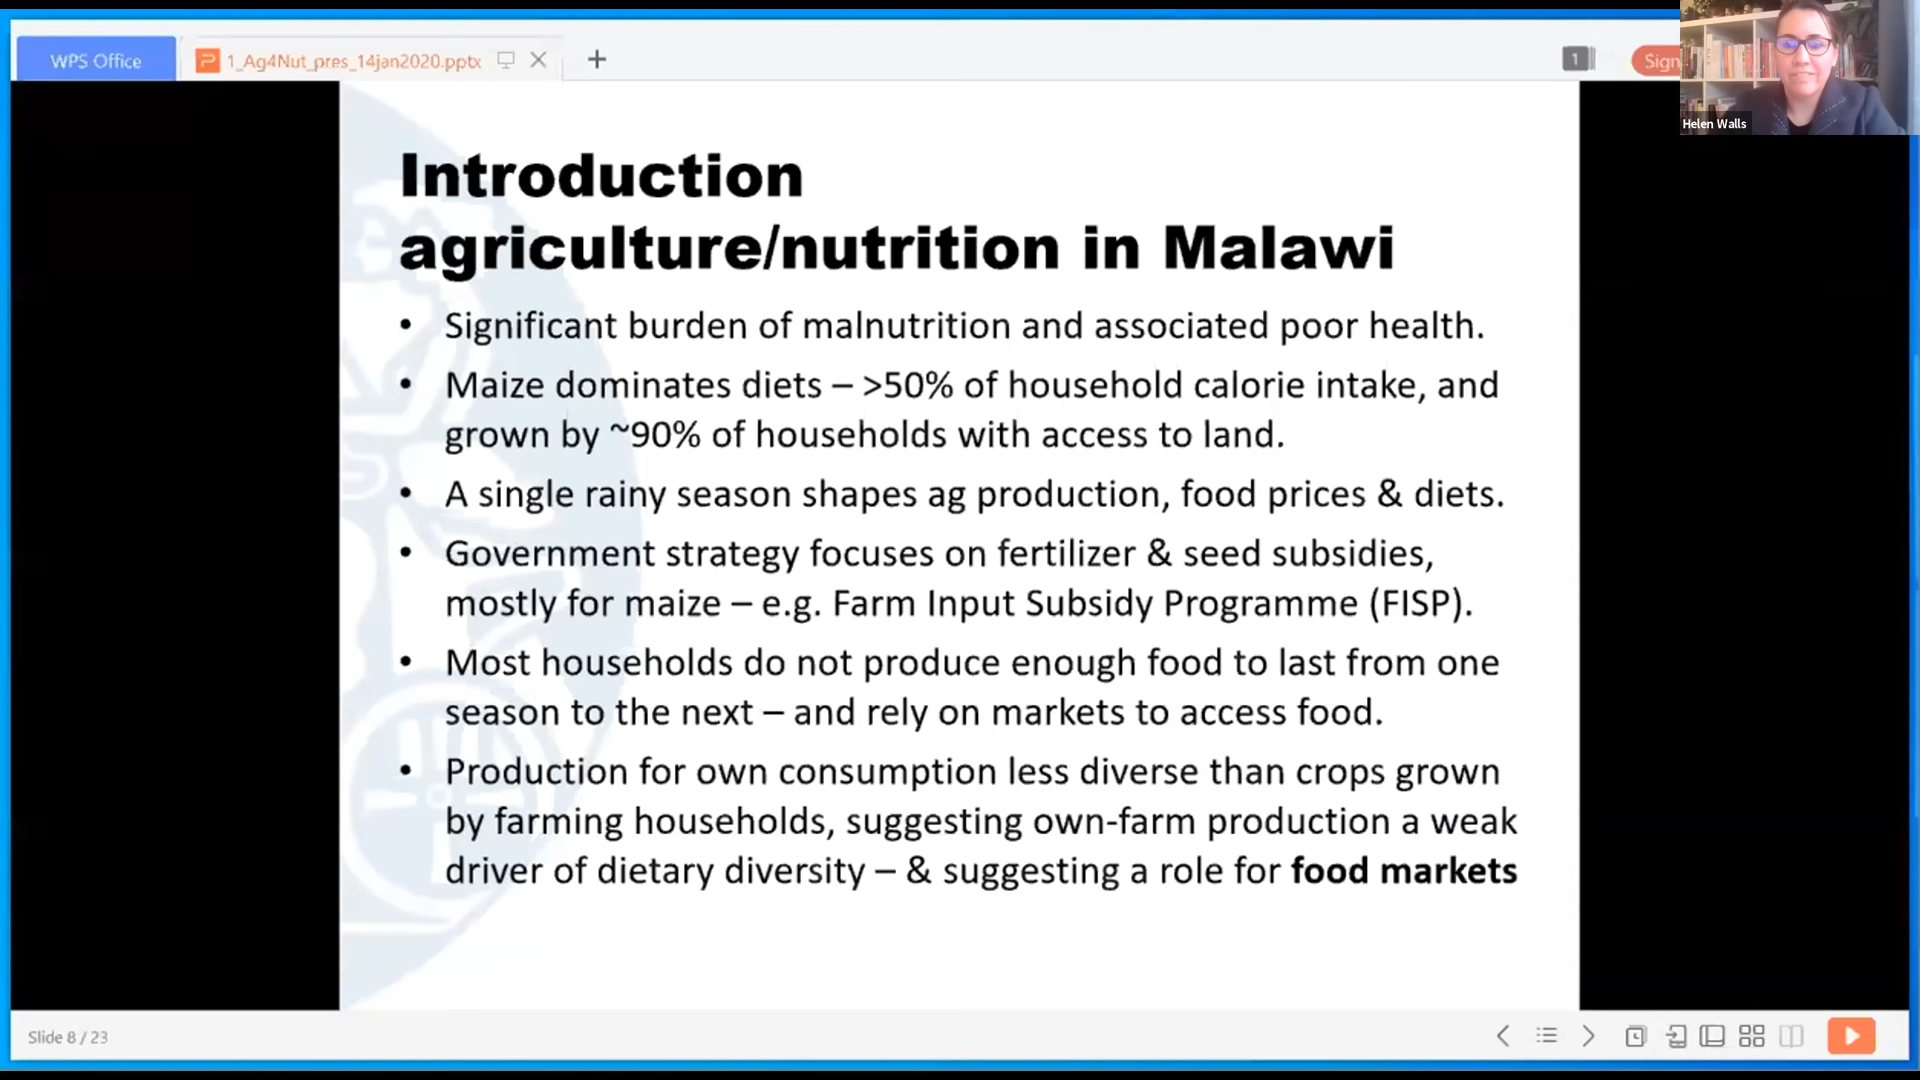 WPS Office
1_Ag4Nut_pres_14jan2020.pptx
1
Sign
Helen Walls
Introduction
agriculture/nutrition in Malawi
• Significant burden of malnutrition and associated poor health.
• Maize dominates diets – >50% of household calorie intake, and
grown by ~90% of households with access to land.
• A single rainy season shapes ag production, food prices & diets.
• Government strategy focuses on fertilizer & seed subsidies,
mostly for maize – e.g. Farm Input Subsidy Programme (FISP).
• Most households do not produce enough food to last from one
season to the next – and rely on markets to access food.
• Production for own consumption less diverse than crops grown
by farming households, suggesting own-farm production a weak
driver of dietary diversity – & suggesting a role for food markets
Slide 8 / 23